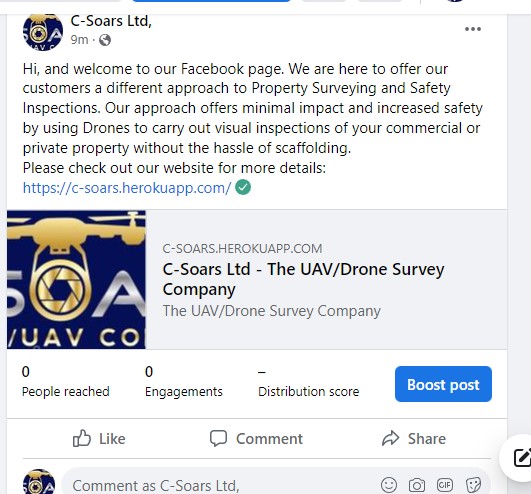 C-Soars Ltd,
9m ·
Hi, and welcome to our Facebook page. We are here to offer our
customers a different approach to Property Surveying and Safety
Inspections. Our approach offers minimal impact and increased safety
by using Drones to carry out visual inspections of your commercial or
private property without the hassle of scaffolding.
Please check out our website for more details:
https://c-soars.herokuapp.com/
SOA
/UAV CO
C-SOARS.HEROKUAPP.COM
C-Soars Ltd - The UAV/Drone Survey
Company
The UAV/Drone Survey Company
0 0 –
People reached Engagements Distribution score
Boost post
Like Comment Share
Comment as C-Soars Ltd,
GIF